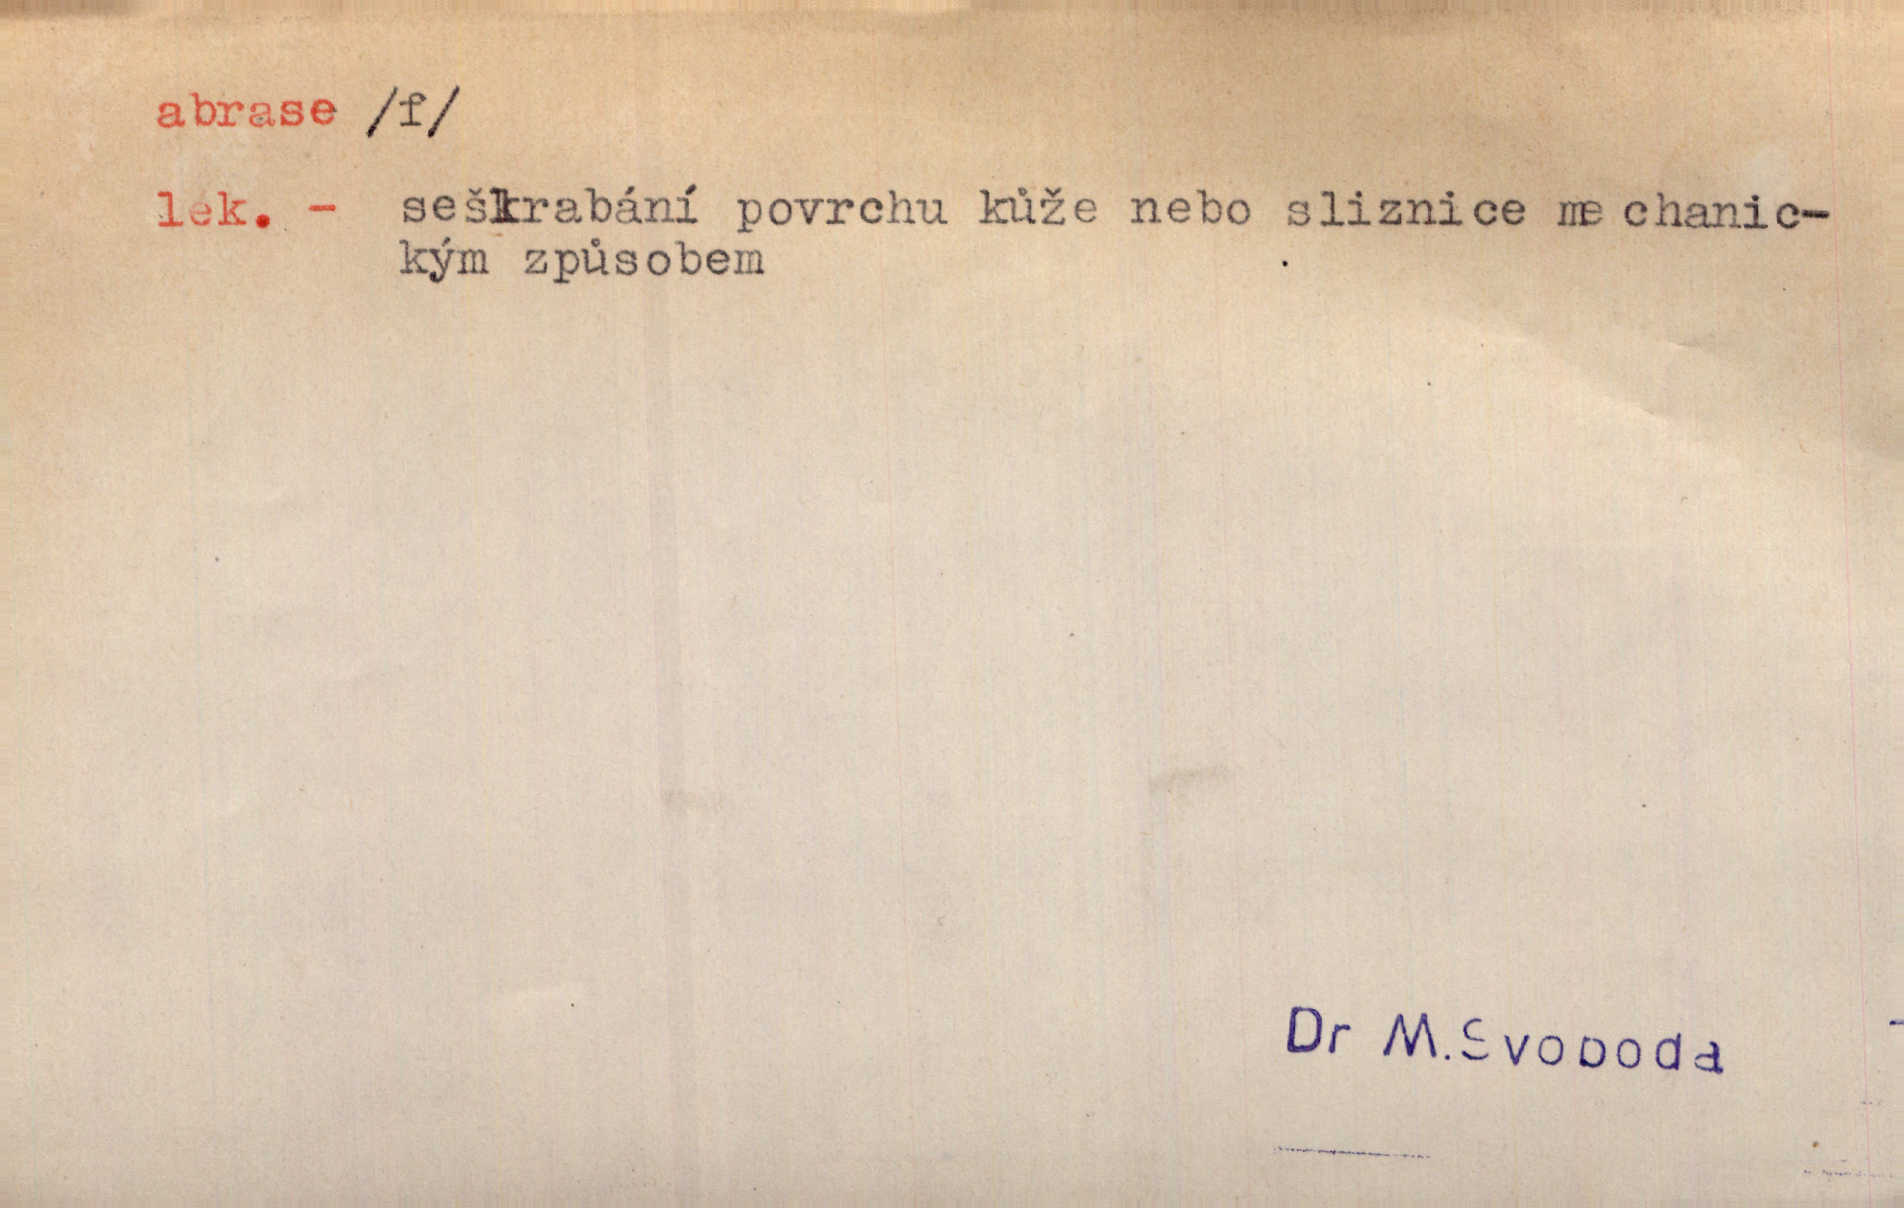 abrase /f/
lek. - seškrabání povrchu kůže nebo sliznice mechanic-
kým způsobem
Dr M. Svoboda